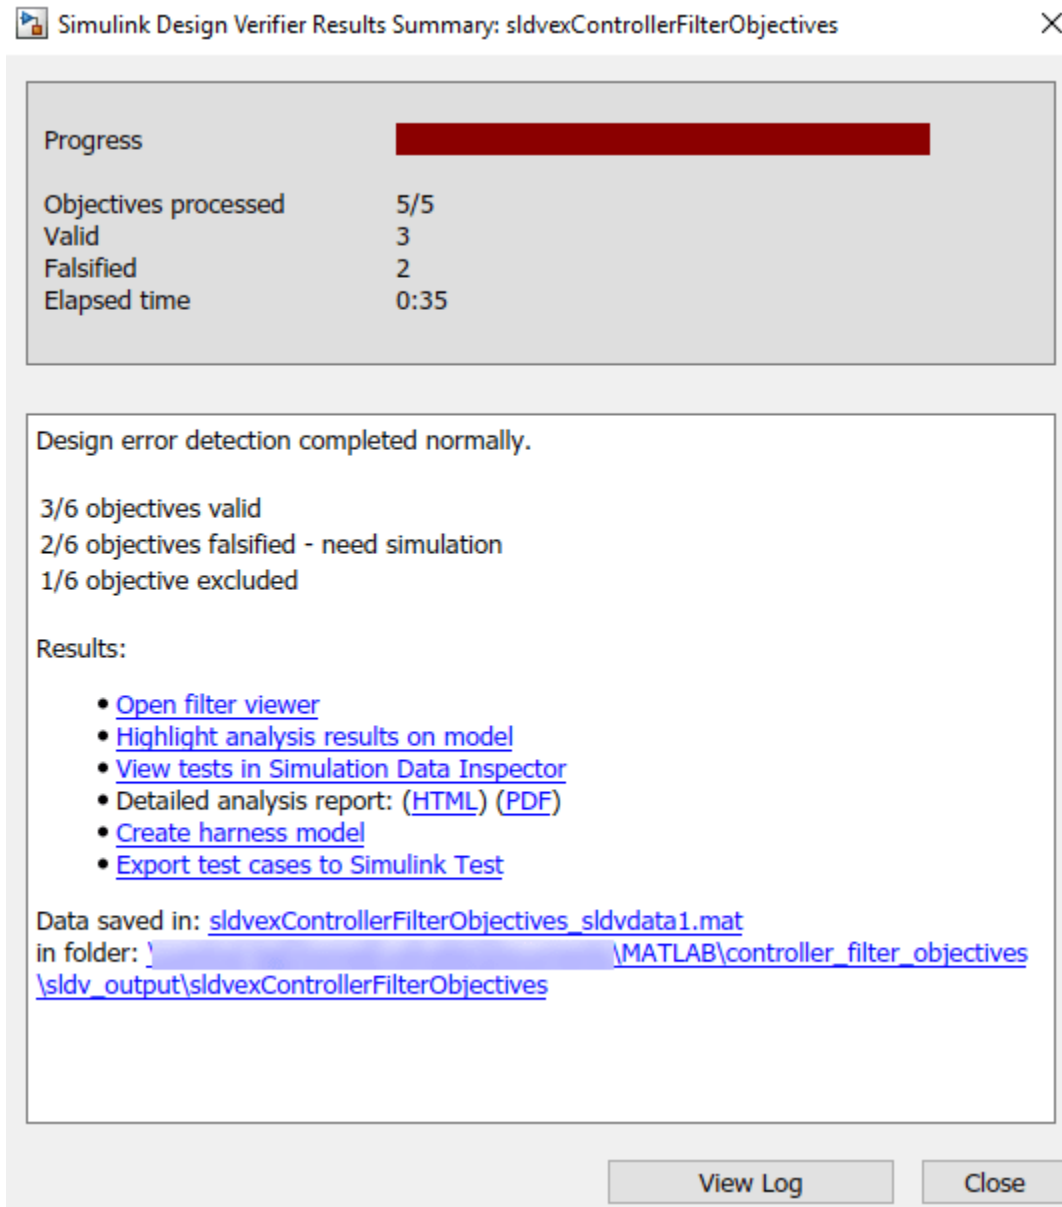 Simulink Design Verifier Results Summary: sldvexControllerFilterObjectives
Progress
Objectives processed 5/5
Valid 3
Falsified 2
Elapsed time 0:35
Design error detection completed normally.
3/6 objectives valid
2/6 objectives falsified - need simulation
1/6 objective excluded
Results:
• Open filter viewer
• Highlight analysis results on model
• View tests in Simulation Data Inspector
• Detailed analysis report: (HTML) (PDF)
• Create harness model
• Export test cases to Simulink Test
Data saved in: sldvexControllerFilterObjectives_sldvdata1.mat
in folder: \ \MATLAB\controller_filter_objectives
\sldv_output\sldvexControllerFilterObjectives
View Log Close